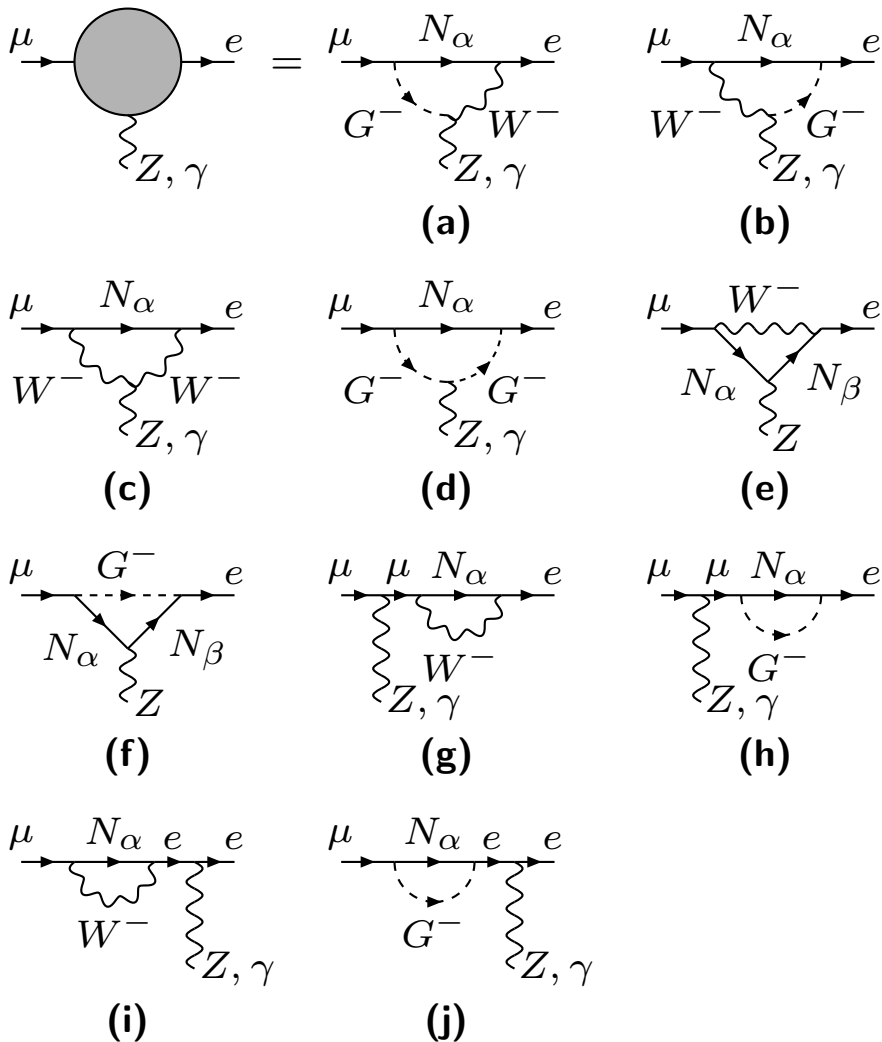 μ e = μ N_α e μ N_α e
G⁻ W⁻ W⁻ G⁻
Z, γ Z, γ Z, γ
(a) (b)
μ N_α e μ N_α e μ W⁻ e
W⁻ W⁻ G⁻ G⁻ N_α N_β
Z, γ Z, γ Z
(c) (d) (e)
μ G⁻ e μ μ N_α e μ μ N_α e
N_α N_β W⁻ G⁻
Z Z, γ Z, γ
(f) (g) (h)
μ N_α e e μ N_α e e
W⁻ G⁻
Z, γ Z, γ
(i) (j)